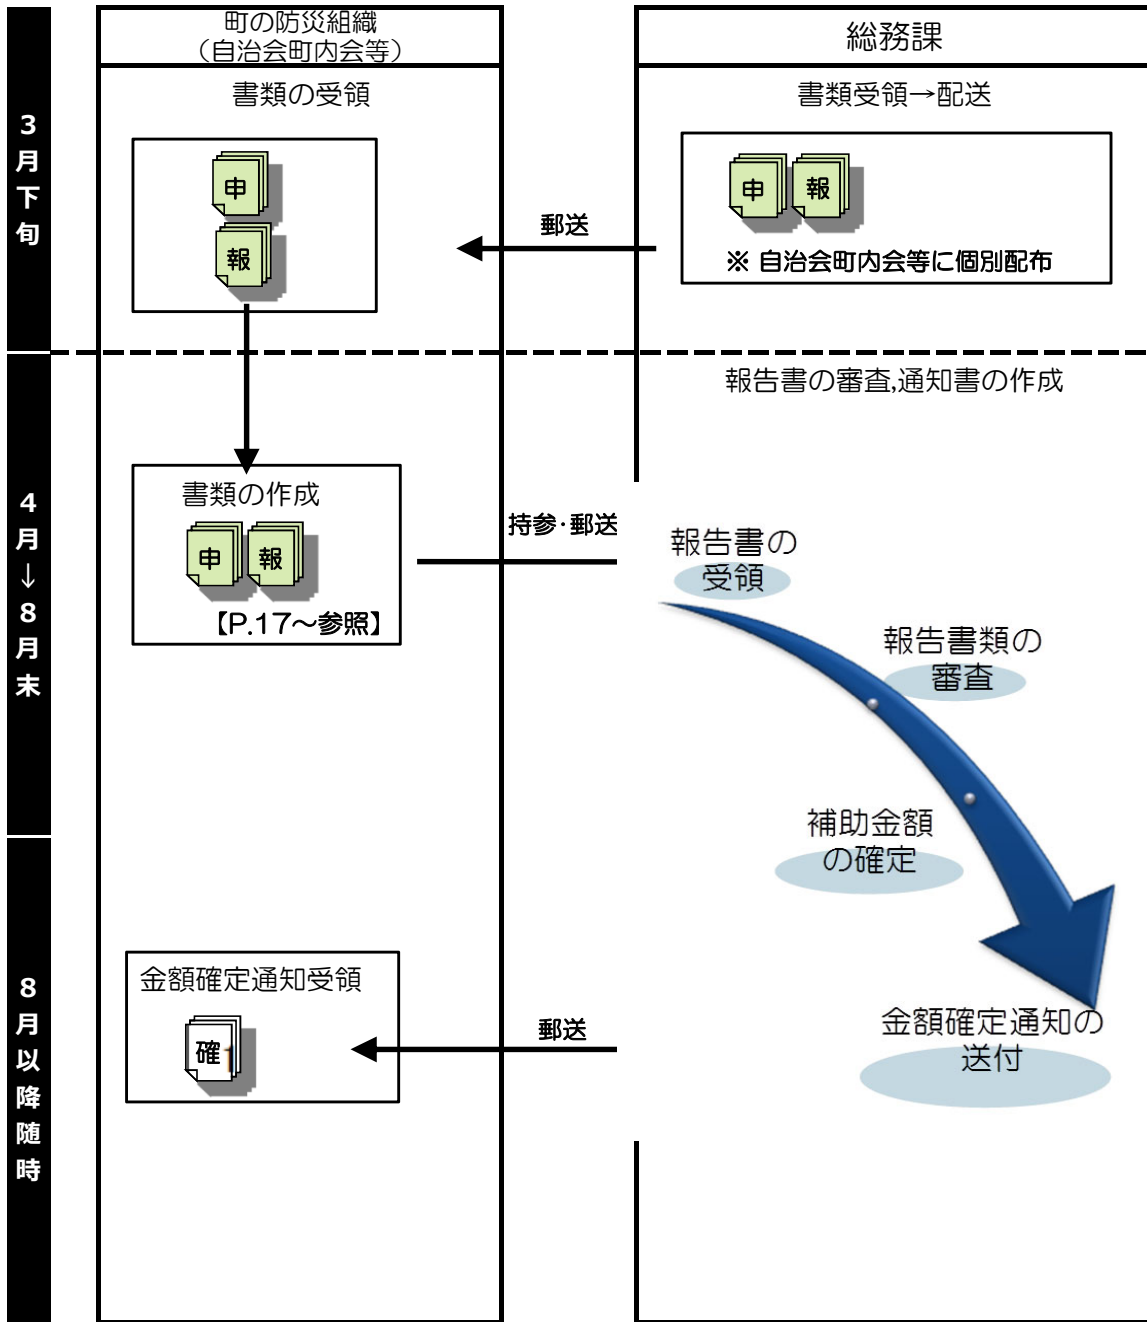 町の防災組織
（自治会町内会等）
総務課
3月下旬
書類の受領
申
報
郵送
書類受領→配送
申
報
※ 自治会町内会等に個別配布
4月↓8月末
報告書の審査,通知書の作成
書類の作成
申
報
【P.17～参照】
持参･郵送
報告書の
受領
報告書類の
審査
補助金額
の確定
8月以降随時
金額確定通知受領
確
郵送
金額確定通知の
送付